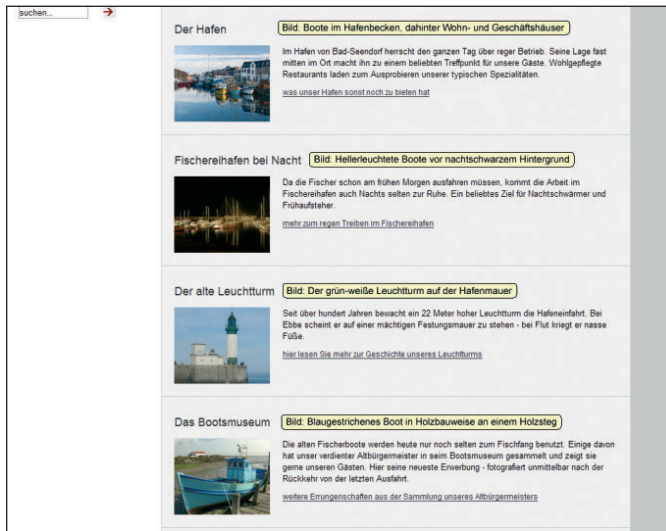 suchen...
Der Hafen
Bild: Boote im Hafenbecken, dahinter Wohn- und Geschäftshäuser
Im Hafen von Bad-Seendorf herrscht den ganzen Tag über reger Betrieb. Seine Lage fast
mitten im Ort macht ihn zu einem beliebten Treffpunkt für unsere Gäste. Wohlgepflegte
Restaurants laden zum Ausprobieren unserer typischen Spezialitäten.
was unser Hafen sonst noch zu bieten hat
Fischereihafen bei Nacht
Bild: Hellerleuchtete Boote vor nachtschwarzem Hintergrund
Da die Fischer schon am frühen Morgen ausfahren müssen, kommt die Arbeit im
Fischereihafen auch Nachts selten zur Ruhe. Ein beliebtes Ziel für Nachtschwärmer und
Frühaufsteher.
mehr zum regen Treiben im Fischereihafen
Der alte Leuchtturm
Bild: Der grün-weiße Leuchtturm auf der Hafenmauer
Seit über hundert Jahren bewacht ein 22 Meter hoher Leuchtturm die Hafeneinfahrt. Bei
Ebbe scheint er auf einer mächtigen Festungsmauer zu stehen - bei Flut kriegt er nasse
Füße.
hier lesen Sie mehr zur Geschichte unseres Leuchtturms
Das Bootsmuseum
Bild: Blaugestrichenes Boot in Holzbauweise an einem Holzsteg
Die alten Fischerboote werden heute nur noch selten zum Fischfang benutzt. Einige davon
hat unser verdienter Altbürgermeister in seim Bootsmuseum gesammelt und zeigt sie
gerne unseren Gästen. Hier seine neueste Erwerbung - fotografiert unmittelbar nach der
Rückkehr von der letzten Ausfahrt.
weitere Errungenschaften aus der Sammlung unseres Altbürgermeisters